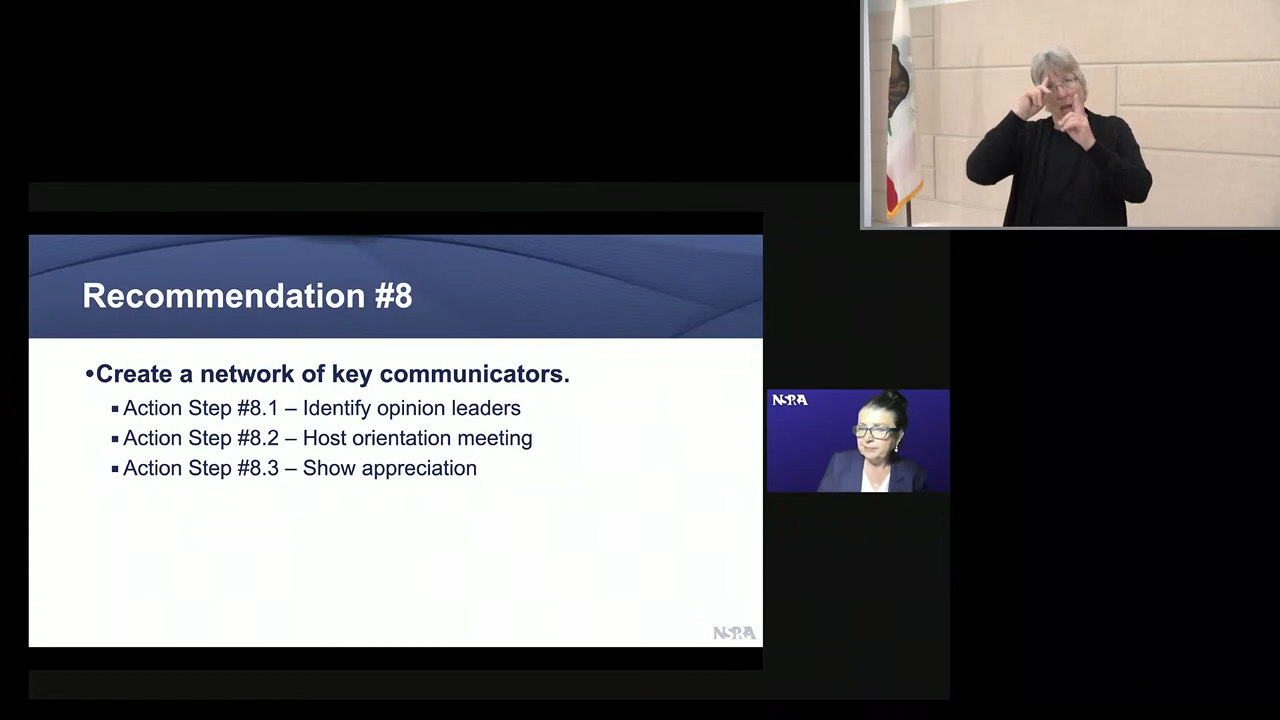 Recommendation #8
•Create a network of key communicators.
▪Action Step #8.1 – Identify opinion leaders
▪Action Step #8.2 – Host orientation meeting
▪Action Step #8.3 – Show appreciation
NSPRA
NSPRA